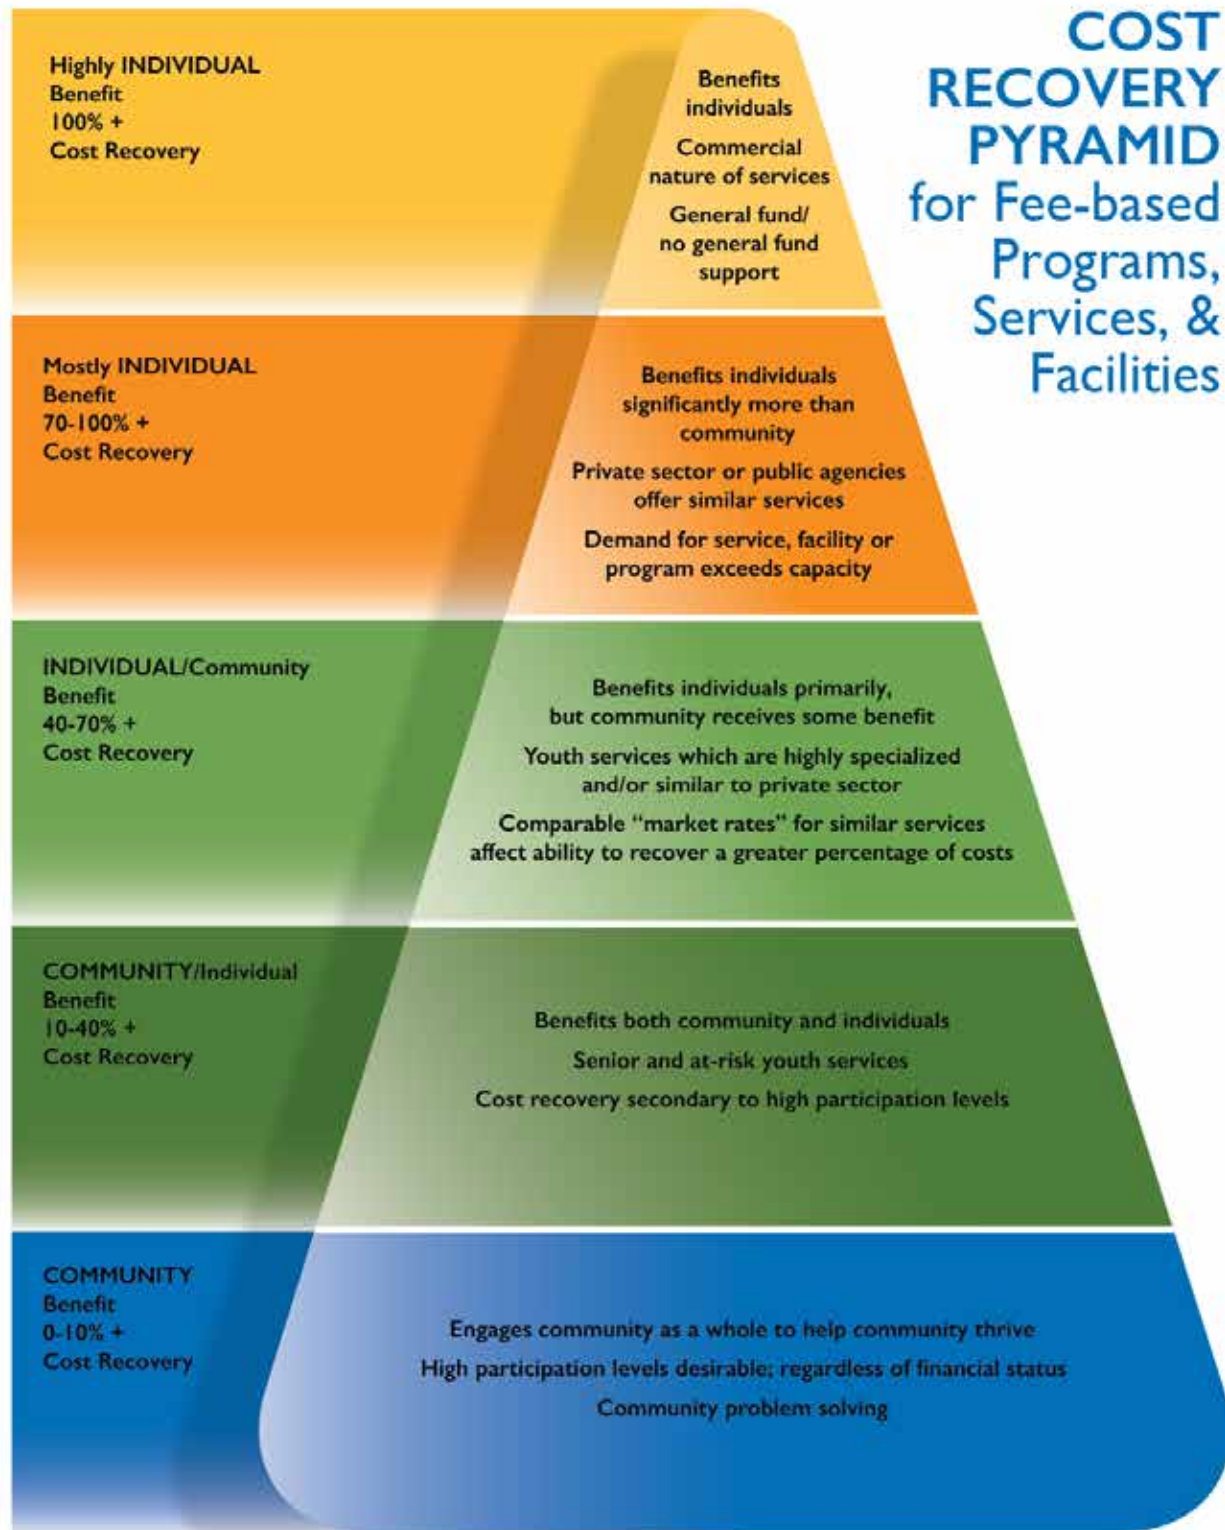 COST
RECOVERY
PYRAMID
for Fee-based
Programs,
Services, &
Facilities
Highly INDIVIDUAL
Benefit
100% +
Cost Recovery
Benefits
individuals
Commercial
nature of services
General fund/
no general fund
support
Mostly INDIVIDUAL
Benefit
70-100% +
Cost Recovery
Benefits individuals
significantly more than
community
Private sector or public agencies
offer similar services
Demand for service, facility or
program exceeds capacity
INDIVIDUAL/Community
Benefit
40-70% +
Cost Recovery
Benefits individuals primarily,
but community receives some benefit
Youth services which are highly specialized
and/or similar to private sector
Comparable “market rates” for similar services
affect ability to recover a greater percentage of costs
COMMUNITY/Individual
Benefit
10-40% +
Cost Recovery
Benefits both community and individuals
Senior and at-risk youth services
Cost recovery secondary to high participation levels
COMMUNITY
Benefit
0-10% +
Cost Recovery
Engages community as a whole to help community thrive
High participation levels desirable; regardless of financial status
Community problem solving